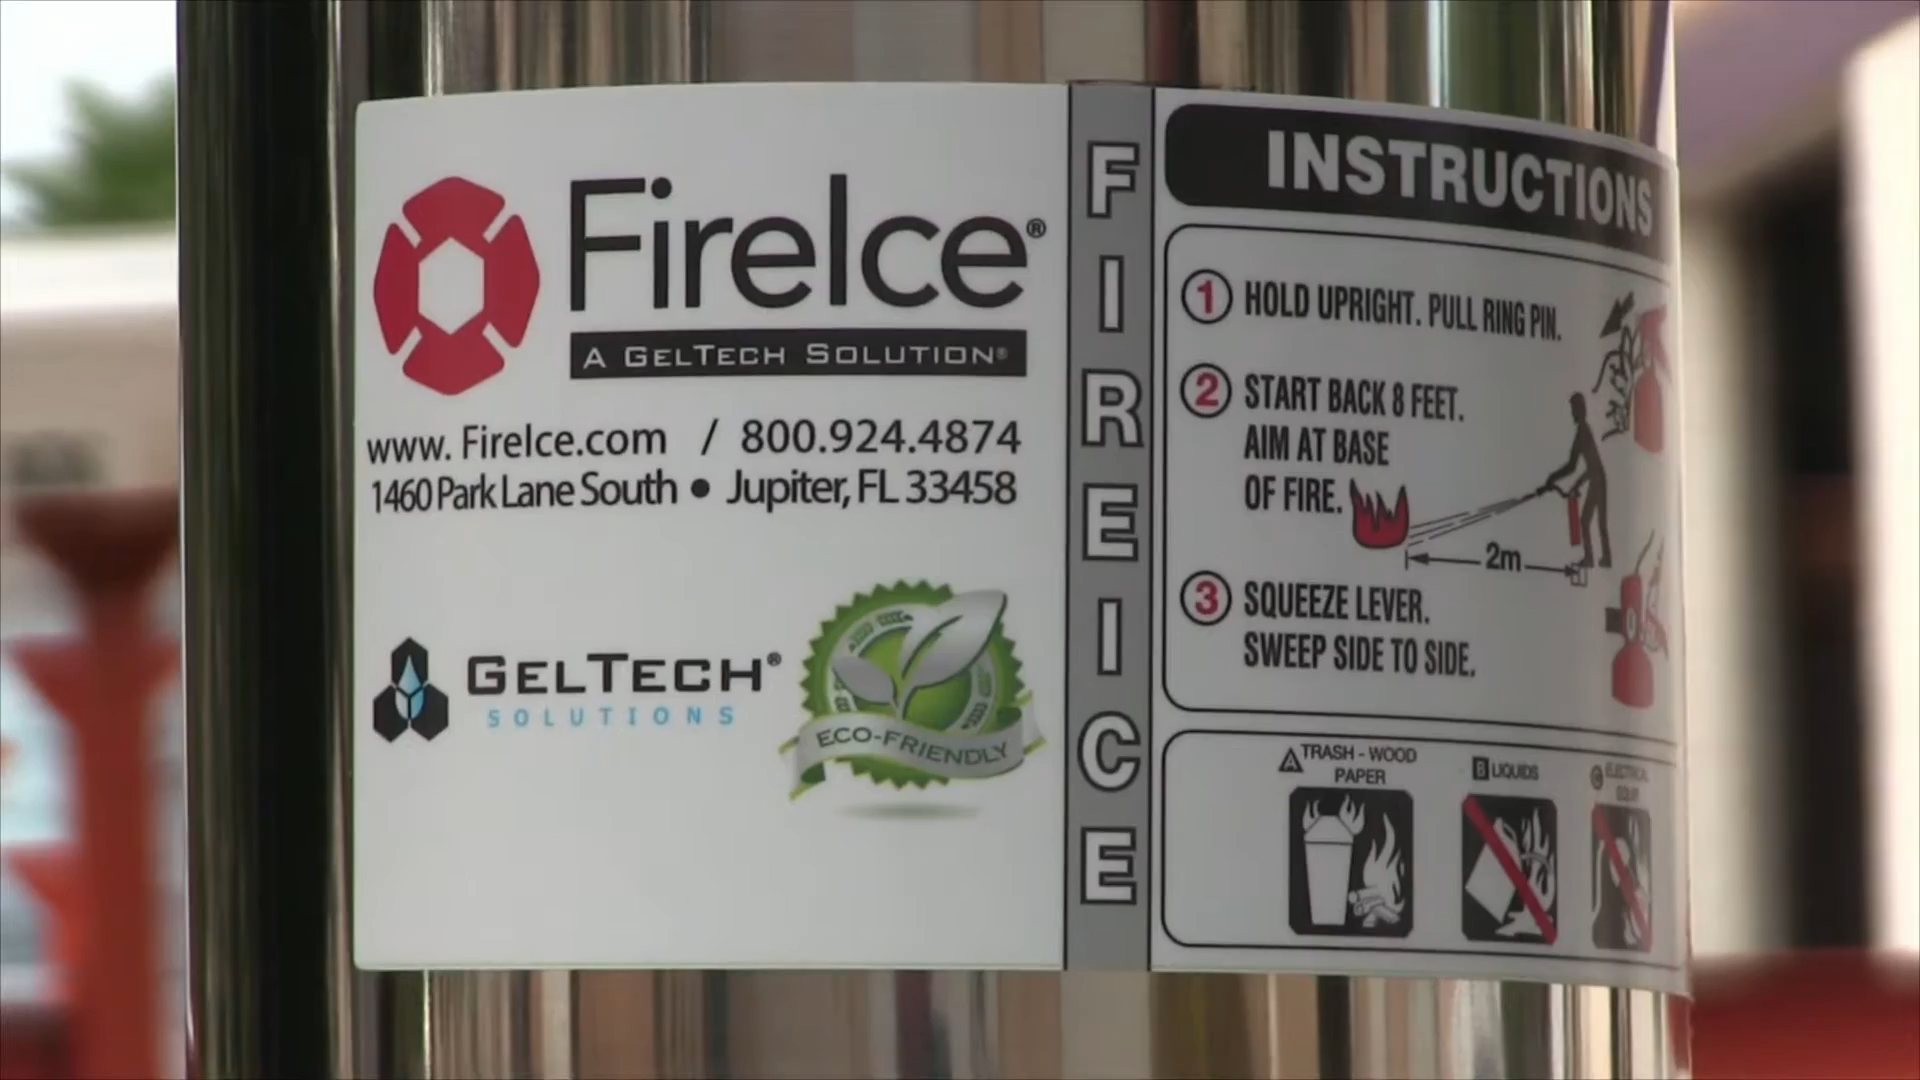 FireIce®
A GELTECH SOLUTION®
www. FireIce.com / 800.924.4874
1460 Park Lane South • Jupiter, FL 33458
GELTECH®
SOLUTIONS
ECO-FRIENDLY
FIREICE
INSTRUCTIONS
1 HOLD UPRIGHT. PULL RING PIN.
2 START BACK 8 FEET.
AIM AT BASE
OF FIRE.
2m
3 SQUEEZE LEVER.
SWEEP SIDE TO SIDE.
A TRASH - WOOD
PAPER
B LIQUIDS
C ELECTRICAL